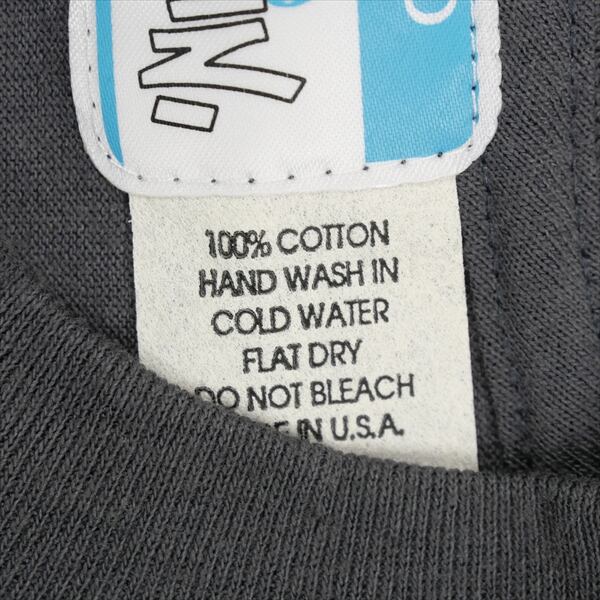 100% COTTON
HAND WASH IN
COLD WATER
FLAT DRY
DO NOT BLEACH
IN U.S.A.